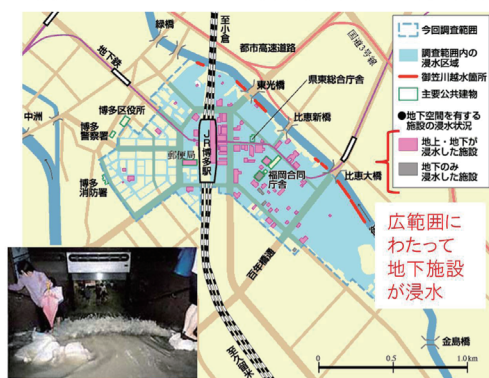 至小倉
緑橋
都市高速道路
国道3号線
地下鉄
東光橋
県東総合庁舎
博多区役所
比恵新橋
中洲
博多
警察署
JR博多駅
郵便局
比恵大橋
福岡合同
庁舎
博多
消防署
百年橋通
金島橋
0
0.5
1.0km
今回調査範囲
調査範囲内の
浸水区域
御笠川越水箇所
主要公共建物
●地下空間を有する
施設の浸水状況
地上・地下が
浸水した施設
地下のみ
浸水した施設
広範囲に
わたって
地下施設
が浸水